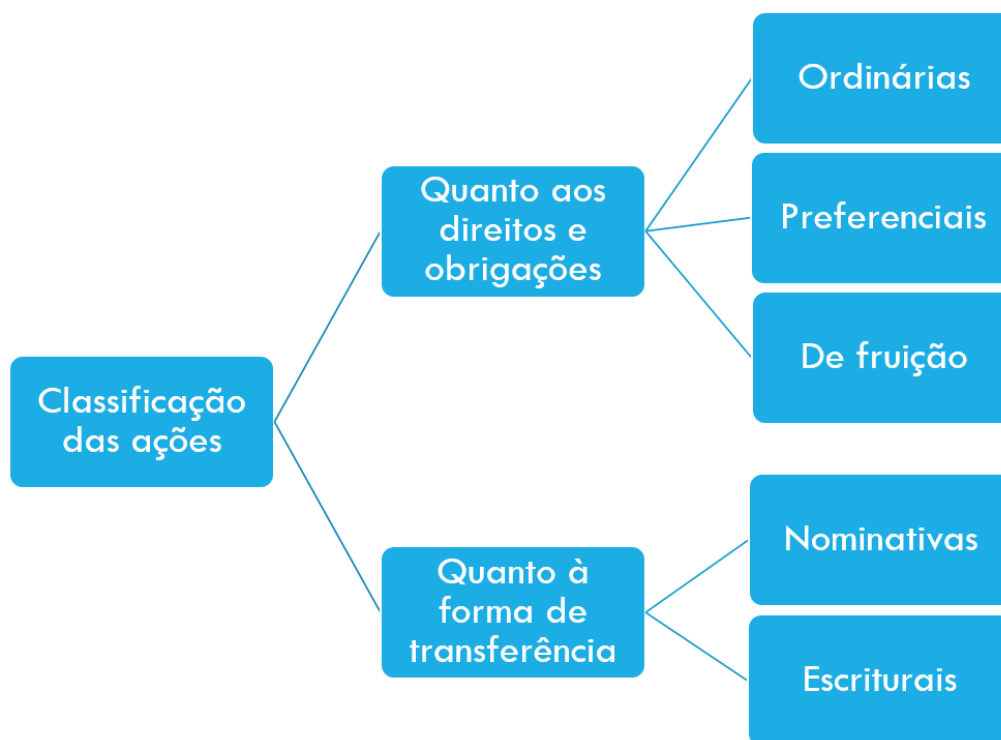 Classificação
das ações
Quanto aos
direitos e
obrigações
Ordinárias
Preferenciais
De fruição
Quanto à
forma de
transferência
Nominativas
Escriturais